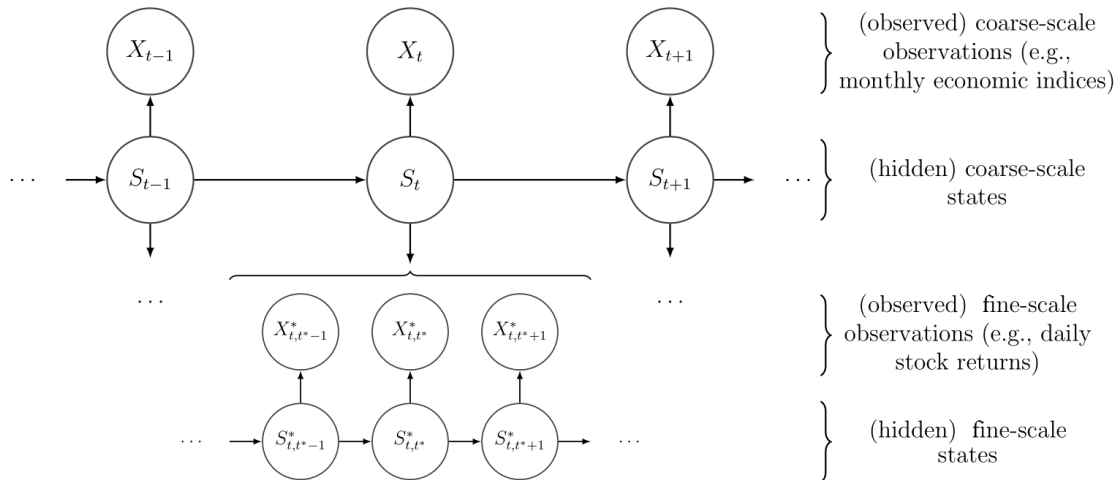 X_{t−1}
X_t
X_{t+1}
(observed) coarse-scale
observations (e.g.,
monthly economic indices)
...
S_{t−1}
S_t
S_{t+1}
...
(hidden) coarse-scale
states
...
...
X*_{t,t*−1}
X*_{t,t*}
X*_{t,t*+1}
(observed) fine-scale
observations (e.g., daily
stock returns)
...
S*_{t,t*−1}
S*_{t,t*}
S*_{t,t*+1}
...
(hidden) fine-scale
states